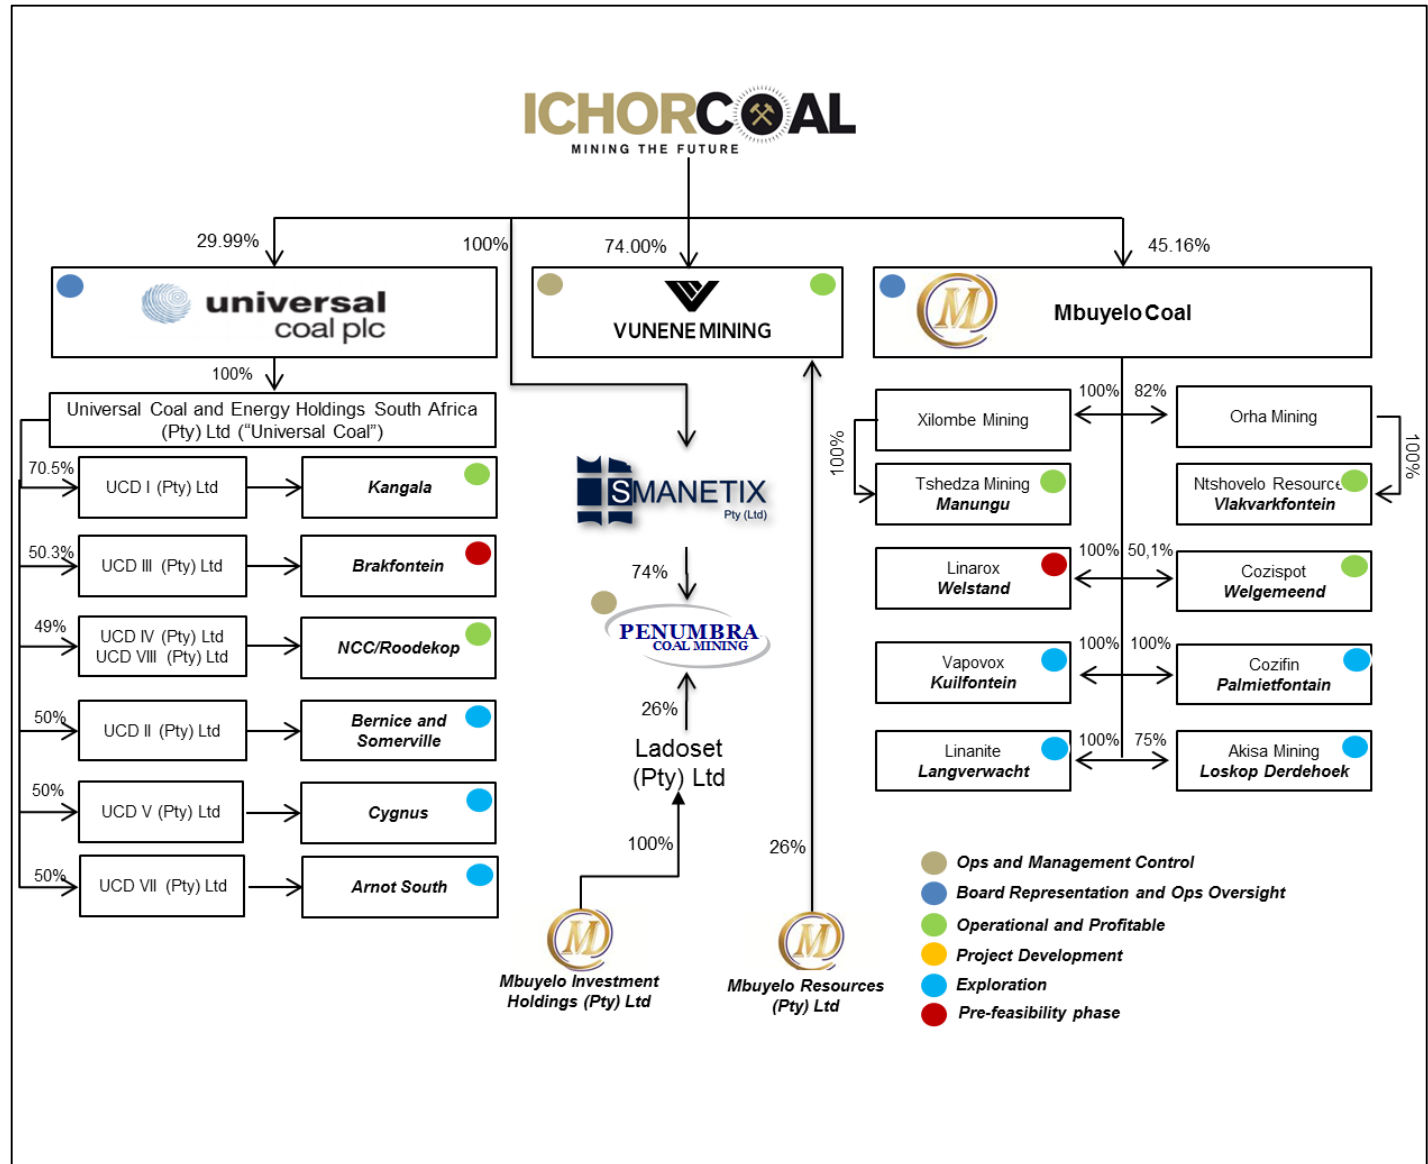 ICHORCOAL
MINING THE FUTURE
29.99%
100%
74.00%
45.16%
universal
coal plc
VUNENE MINING
Mbuyelo Coal
100%
Universal Coal and Energy Holdings South Africa
(Pty) Ltd (“Universal Coal”)
70.5%
UCD I (Pty) Ltd
Kangala
50.3%
UCD III (Pty) Ltd
Brakfontein
49%
UCD IV (Pty) Ltd
UCD VIII (Pty) Ltd
NCC/Roodekop
50%
UCD II (Pty) Ltd
Bernice and
Somerville
50%
UCD V (Pty) Ltd
Cygnus
50%
UCD VII (Pty) Ltd
Arnot South
SMANETIX
Pty (Ltd)
74%
PENUMBRA
COAL MINING
26%
Ladoset
(Pty) Ltd
100%
Mbuyelo Investment
Holdings (Pty) Ltd
26%
Mbuyelo Resources
(Pty) Ltd
Xilombe Mining
100%
82%
Orha Mining
100%
100%
Tshedza Mining
Manungu
Ntshovelo Resource
Vlakvarkfontein
Linarox
Welstand
100%
50,1%
Cozispot
Welgemeend
Vapovox
Kuilfontein
100%
100%
Cozifin
Palmietfontain
Linanite
Langverwacht
100%
75%
Akisa Mining
Loskop Derdehoek
Ops and Management Control
Board Representation and Ops Oversight
Operational and Profitable
Project Development
Exploration
Pre-feasibility phase